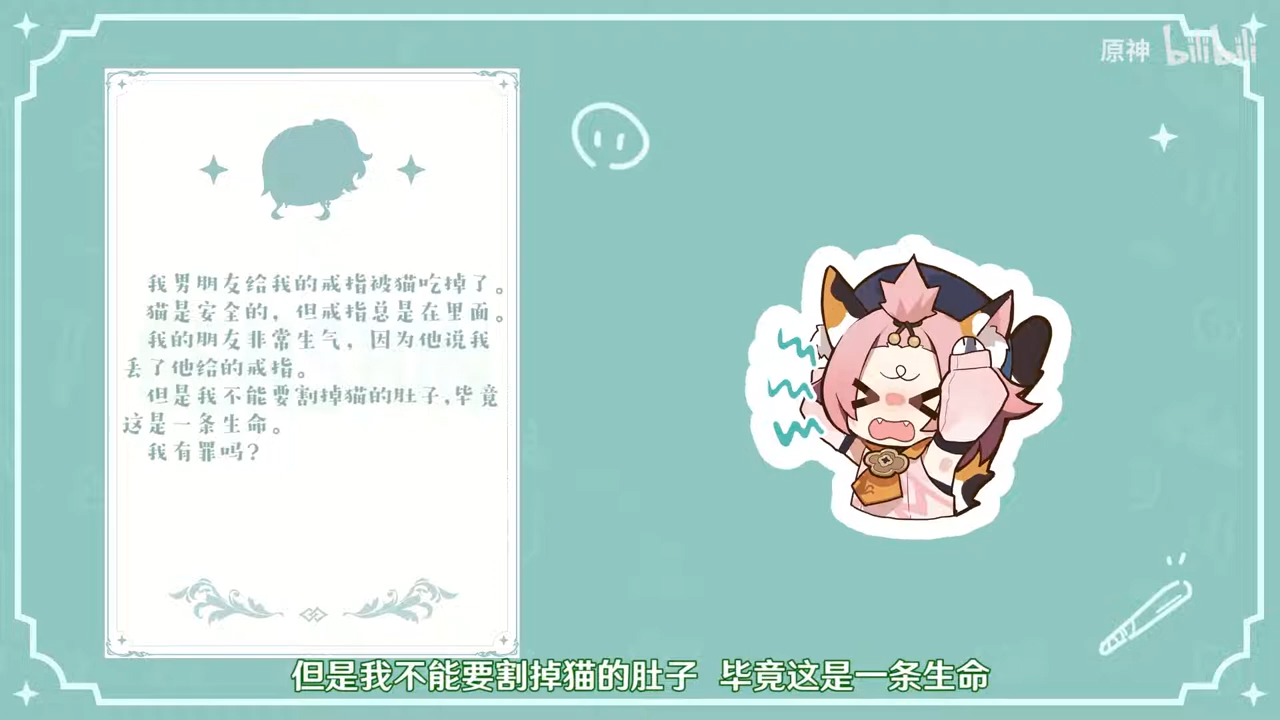 原神 bilibili
我男朋友给我的戒指被猫吃掉了。
猫是安全的，但戒指总是在里面。
我的朋友非常生气，因为他说我
丢了他给的戒指。
但是我不能要割掉猫的肚子,毕竟
这是一条生命。
我有罪吗？
但是我不能要割掉猫的肚子 毕竟这是一条生命